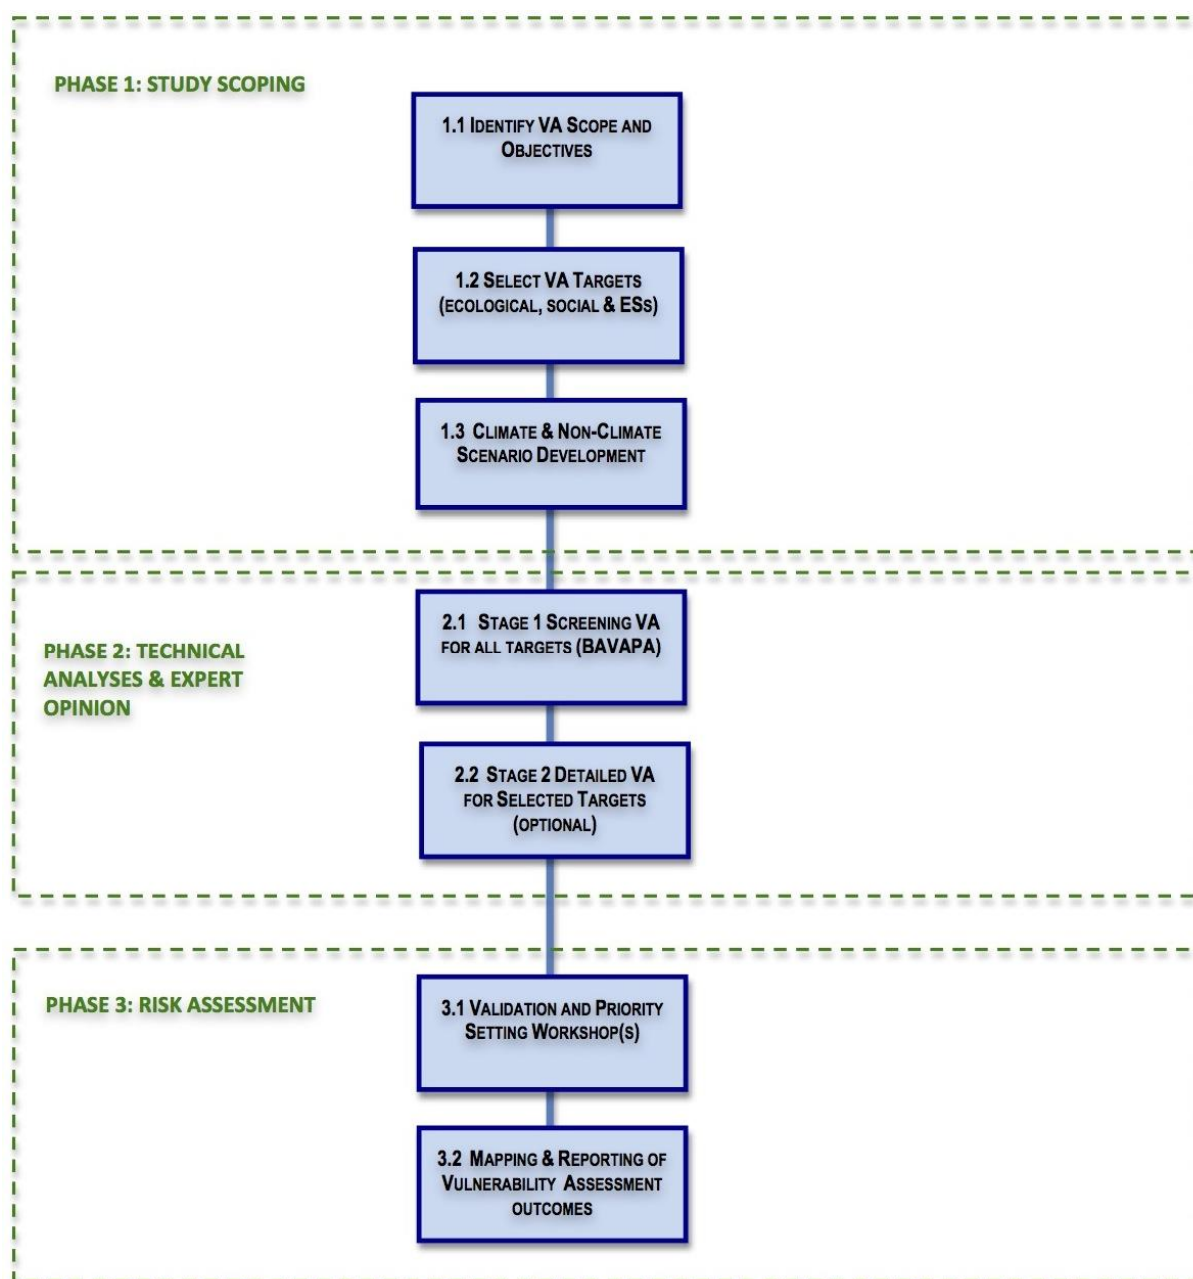 PHASE 1: STUDY SCOPING
1.1 IDENTIFY VA SCOPE AND
OBJECTIVES
1.2 SELECT VA TARGETS
(ECOLOGICAL, SOCIAL & ESS)
1.3 CLIMATE & NON-CLIMATE
SCENARIO DEVELOPMENT
PHASE 2: TECHNICAL
ANALYSES & EXPERT
OPINION
2.1 STAGE 1 SCREENING VA
FOR ALL TARGETS (BAVAPA)
2.2 STAGE 2 DETAILED VA
FOR SELECTED TARGETS
(OPTIONAL)
PHASE 3: RISK ASSESSMENT
3.1 VALIDATION AND PRIORITY
SETTING WORKSHOP(S)
3.2 MAPPING & REPORTING OF
VULNERABILITY ASSESSMENT
OUTCOMES